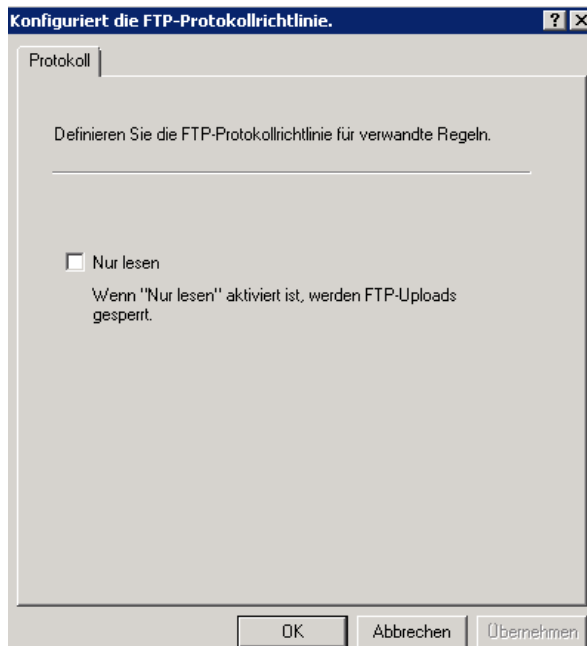 Konfiguriert die FTP-Protokollrichtlinie.
Protokoll
Definieren Sie die FTP-Protokollrichtlinie für verwandte Regeln.
Nur lesen
Wenn "Nur lesen" aktiviert ist, werden FTP-Uploads
gesperrt.
OK Abbrechen Übernehmen